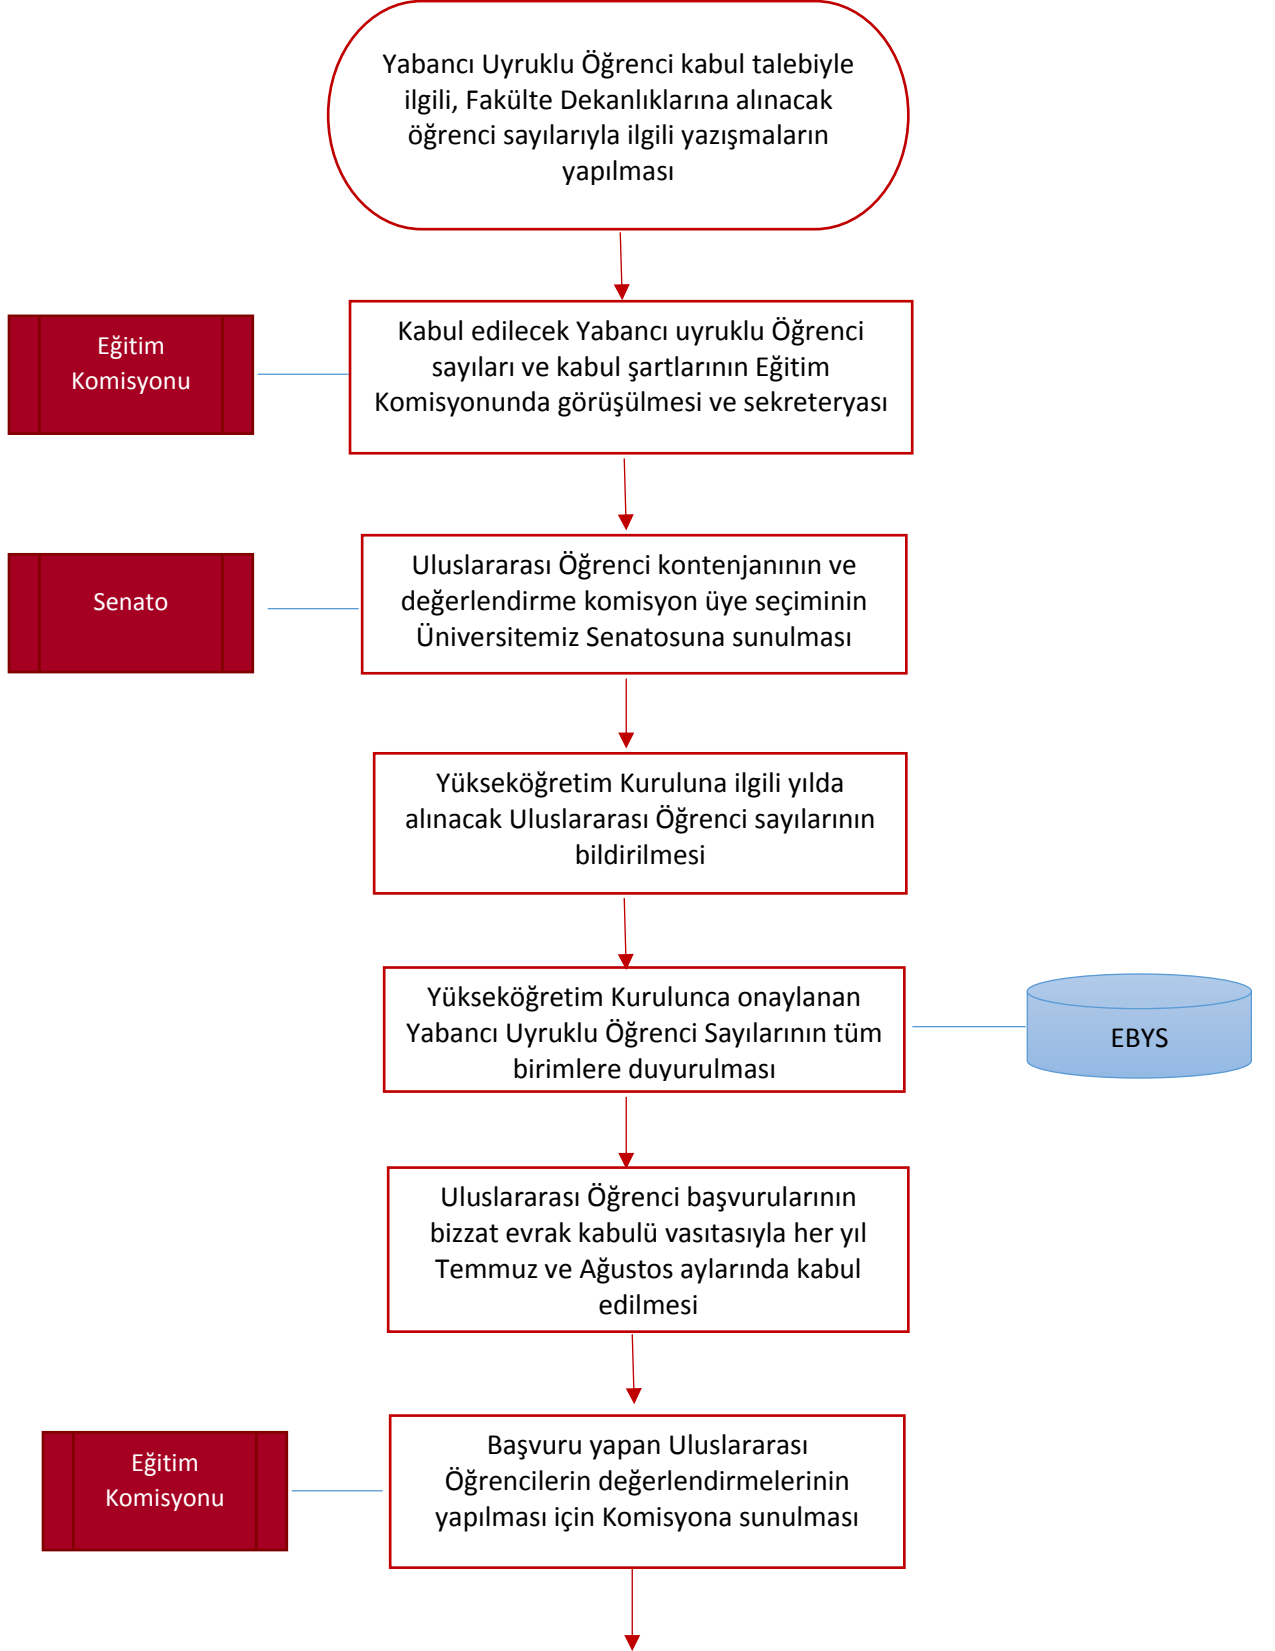 Yabancı Uyruklu Öğrenci kabul talebiyle
ilgili, Fakülte Dekanlıklarına alınacak
öğrenci sayılarıyla ilgili yazışmaların
yapılması
Eğitim
Komisyonu
Kabul edilecek Yabancı uyruklu Öğrenci
sayıları ve kabul şartlarının Eğitim
Komisyonunda görüşülmesi ve sekreteryası
Senato
Uluslararası Öğrenci kontenjanının ve
değerlendirme komisyon üye seçiminin
Üniversitemiz Senatosuna sunulması
Yükseköğretim Kuruluna ilgili yılda
alınacak Uluslararası Öğrenci sayılarının
bildirilmesi
Yükseköğretim Kurulunca onaylanan
Yabancı Uyruklu Öğrenci Sayılarının tüm
birimlere duyurulması
EBYS
Uluslararası Öğrenci başvurularının
bizzat evrak kabulü vasıtasıyla her yıl
Temmuz ve Ağustos aylarında kabul
edilmesi
Eğitim
Komisyonu
Başvuru yapan Uluslararası
Öğrencilerin değerlendirmelerinin
yapılması için Komisyona sunulması